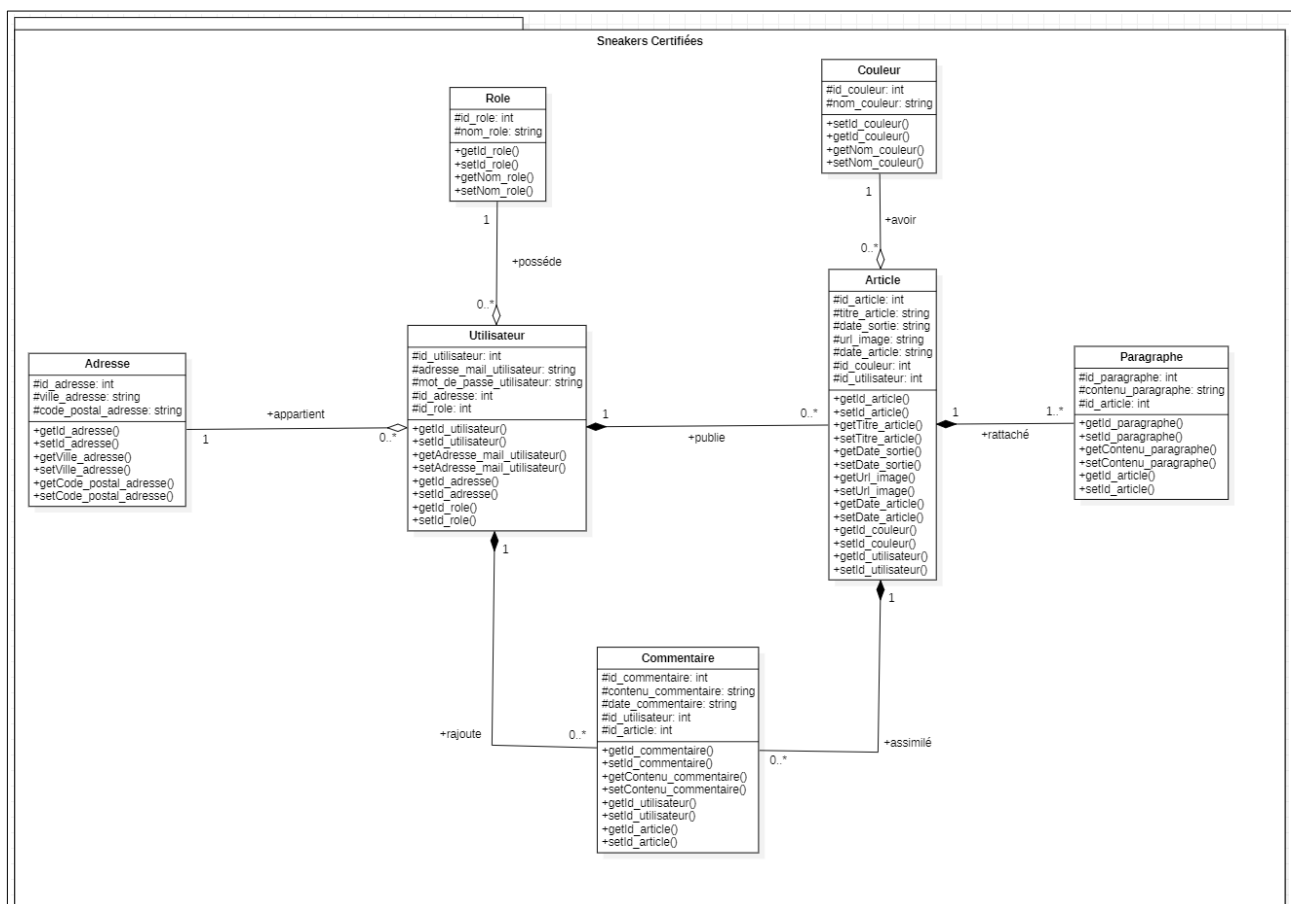 Sneakers Certifiées
Role
#id_role: int
#nom_role: string
+getId_role()
+setId_role()
+getNom_role()
+setNom_role()
1
+posséde
0..*
Couleur
#id_couleur: int
#nom_couleur: string
+setId_couleur()
+getId_couleur()
+getNom_couleur()
+setNom_couleur()
1
+avoir
0..*
Adresse
#id_adresse: int
#ville_adresse: string
#code_postal_adresse: string
+getId_adresse()
+setId_adresse()
+getVille_adresse()
+setVille_adresse()
+getCode_postal_adresse()
+setCode_postal_adresse()
+appartient
1
0..*
Utilisateur
#id_utilisateur: int
#adresse_mail_utilisateur: string
#mot_de_passe_utilisateur: string
#id_adresse: int
#id_role: int
+getId_utilisateur()
+setId_utilisateur()
+getAdresse_mail_utilisateur()
+setAdresse_mail_utilisateur()
+getId_adresse()
+setId_adresse()
+getId_role()
+setId_role()
1
0..*
+publie
Article
#id_article: int
#titre_article: string
#date_sortie: string
#url_image: string
#date_article: string
#id_couleur: int
#id_utilisateur: int
+getId_article()
+setId_article()
+getTitre_article()
+setTitre_article()
+getDate_sortie()
+setDate_sortie()
+getUrl_image()
+setUrl_image()
+getDate_article()
+setDate_article()
+getId_couleur()
+setId_couleur()
+getId_utilisateur()
+setId_utilisateur()
1
1..*
+rattaché
Paragraphe
#id_paragraphe: int
#contenu_paragraphe: string
#id_article: int
+getId_paragraphe()
+setId_paragraphe()
+getContenu_paragraphe()
+setContenu_paragraphe()
+getId_article()
+setId_article()
1
+rajoute
0..*
Commentaire
#id_commentaire: int
#contenu_commentaire: string
#date_commentaire: string
#id_utilisateur: int
#id_article: int
+getId_commentaire()
+setId_commentaire()
+getContenu_commentaire()
+setContenu_commentaire()
+getId_utilisateur()
+setId_utilisateur()
+getId_article()
+setId_article()
1
+assimilé
0..*